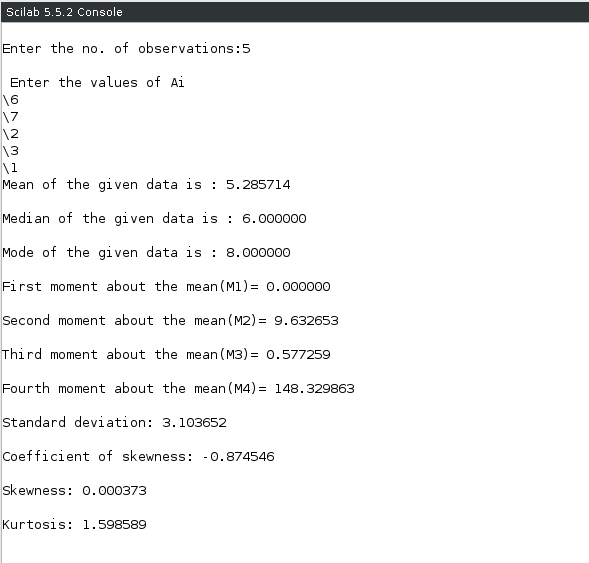 Scilab 5.5.2 Console
Enter the no. of observations:5
Enter the values of Ai
\6
\7
\2
\3
\1
Mean of the given data is : 5.285714
Median of the given data is : 6.000000
Mode of the given data is : 8.000000
First moment about the mean(M1)= 0.000000
Second moment about the mean(M2)= 9.632653
Third moment about the mean(M3)= 0.577259
Fourth moment about the mean(M4)= 148.329863
Standard deviation: 3.103652
Coefficient of skewness: -0.874546
Skewness: 0.000373
Kurtosis: 1.598589